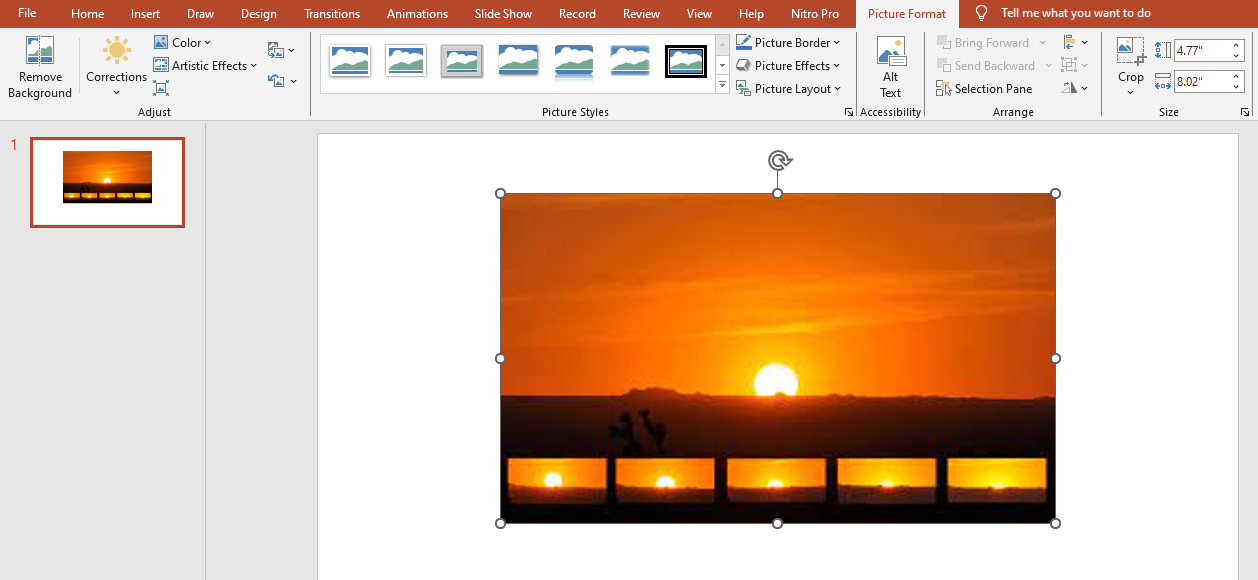 File Home Insert Draw Design Transitions Animations Slide Show Record Review View Help Nitro Pro Picture Format Tell me what you want to do
Remove Background
Corrections
Color
Artistic Effects
Adjust
Picture Border
Picture Effects
Picture Layout
Picture Styles
Alt Text
Accessibility
Bring Forward
Send Backward
Selection Pane
Arrange
Crop
4.77"
8.02"
Size
1